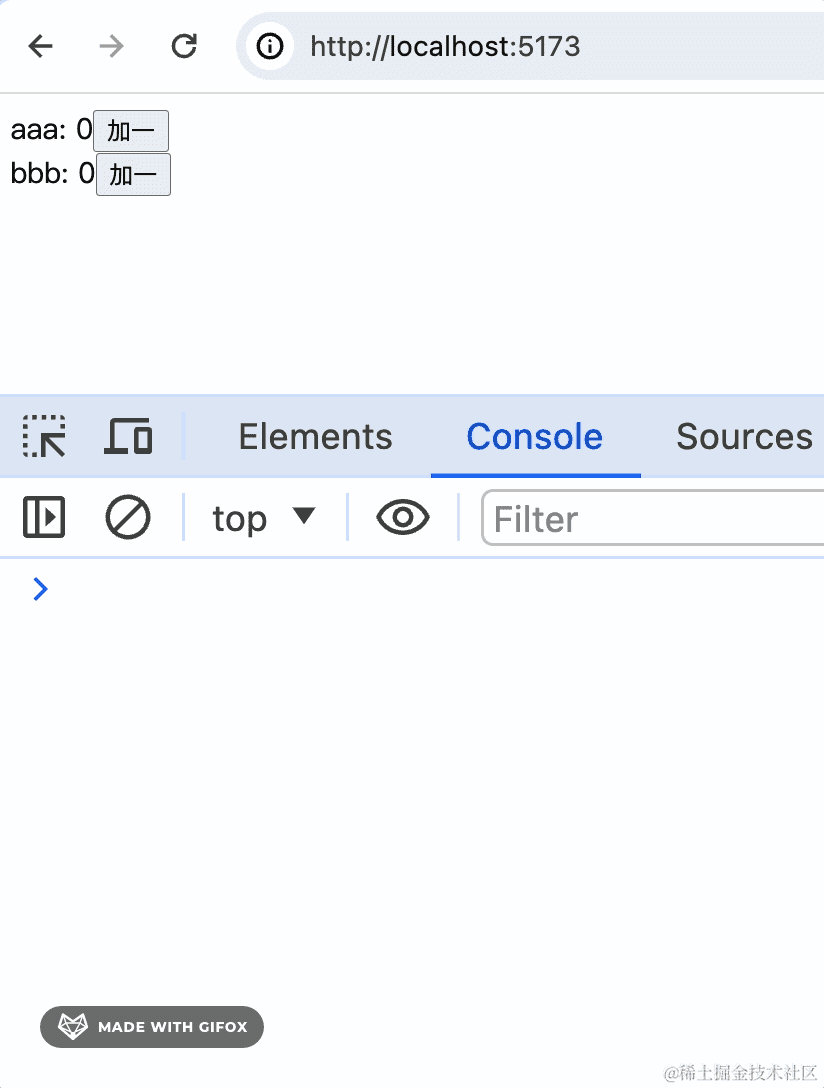 http://localhost:5173
aaa: 0 加一
bbb: 0 加一
Elements Console Sources
top Filter
MADE WITH GIFOX
@稀土掘金技术社区